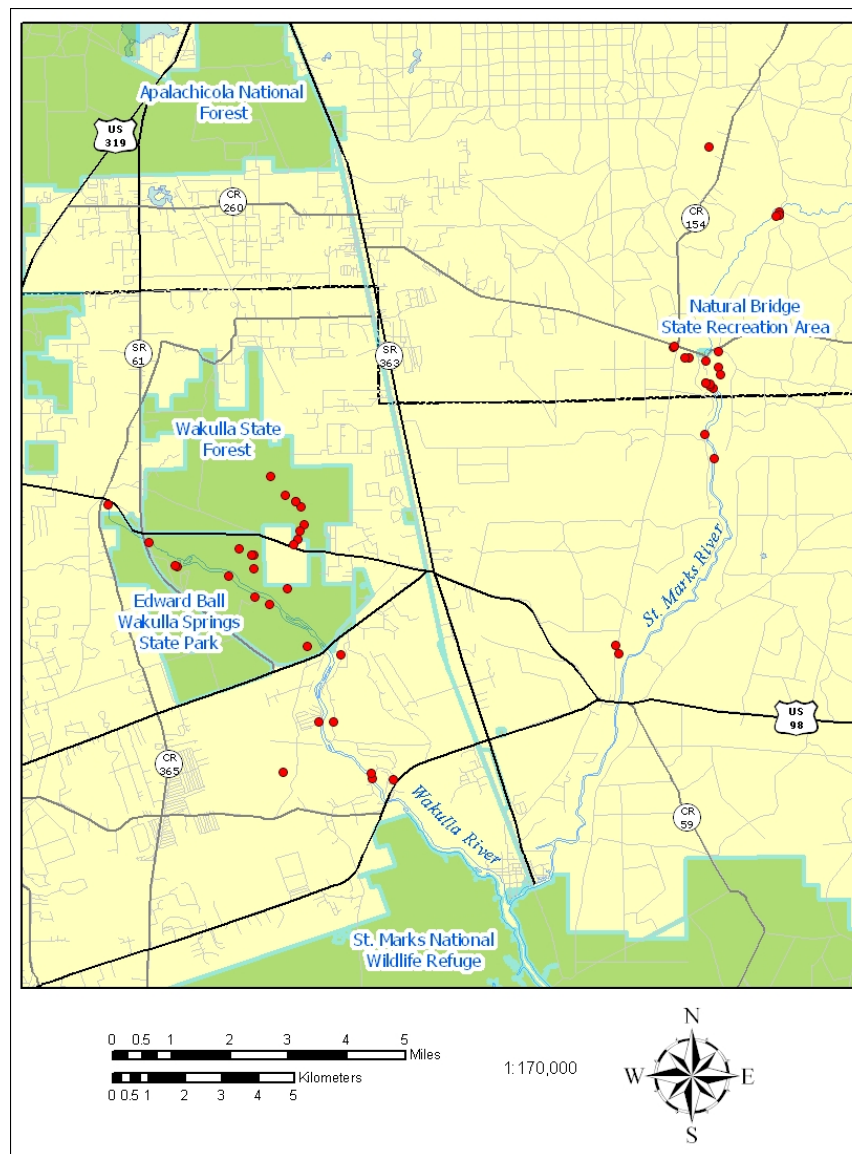 Apalachicola National
Forest
US
319
CR
260
CR
154
Natural Bridge
State Recreation Area
SR
61
SR
363
Wakulla State
Forest
St. Marks River
Edward Ball
Wakulla Springs
State Park
US
98
CR
365
Wakulla River
CR
59
St. Marks National
Wildlife Refuge
0 0.5 1 2 3 4 5
Miles
Kilometers
0 0.5 1 2 3 4 5
1:170,000
N
W E
S